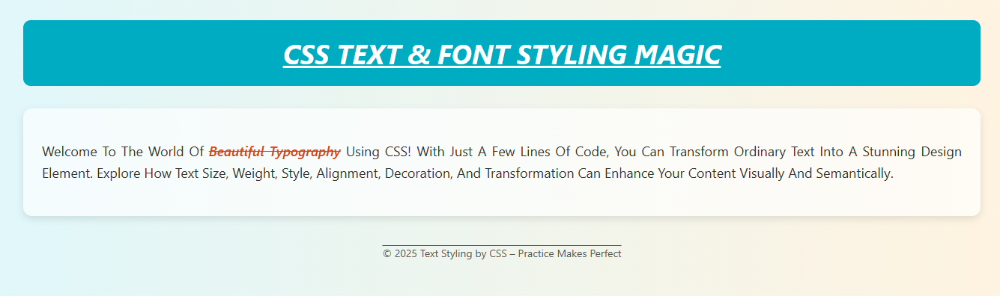 CSS TEXT & FONT STYLING MAGIC
Welcome To The World Of Beautiful Typography Using CSS! With Just A Few Lines Of Code, You Can Transform Ordinary Text Into A Stunning Design
Element. Explore How Text Size, Weight, Style, Alignment, Decoration, And Transformation Can Enhance Your Content Visually And Semantically.
© 2025 Text Styling by CSS – Practice Makes Perfect